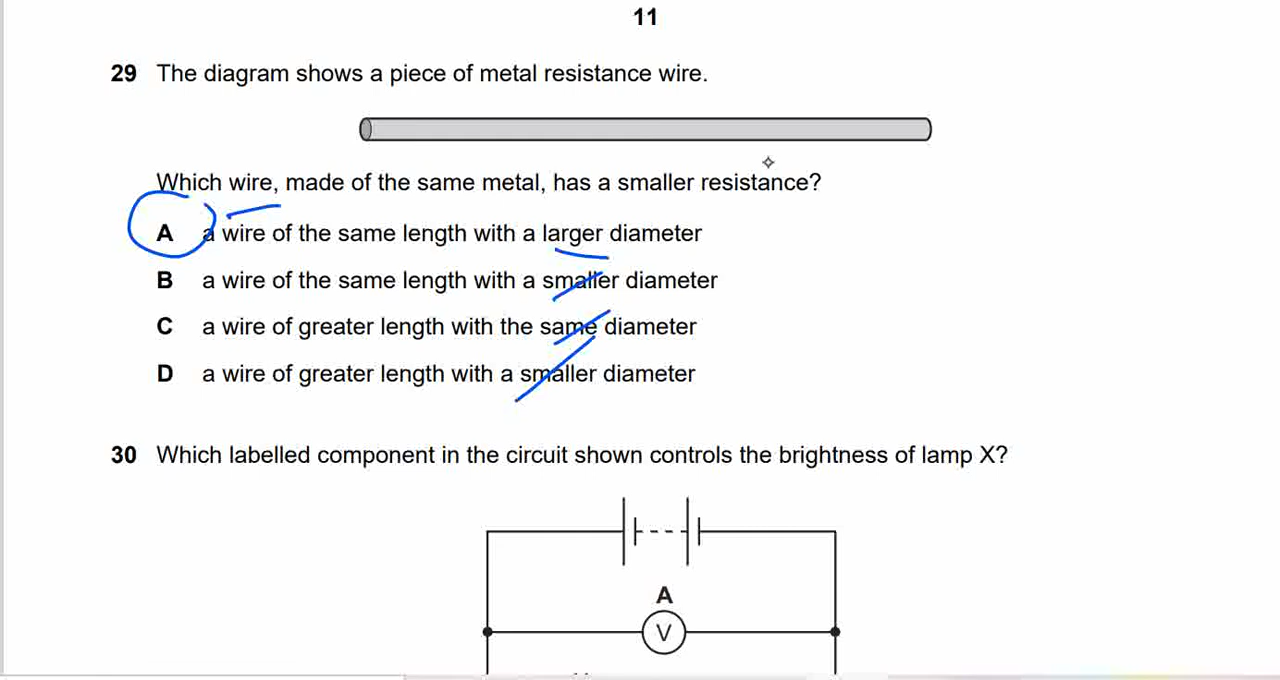 11
29 The diagram shows a piece of metal resistance wire.
Which wire, made of the same metal, has a smaller resistance?
A a wire of the same length with a larger diameter
B a wire of the same length with a smaller diameter
C a wire of greater length with the same diameter
D a wire of greater length with a smaller diameter
30 Which labelled component in the circuit shown controls the brightness of lamp X?
A
V